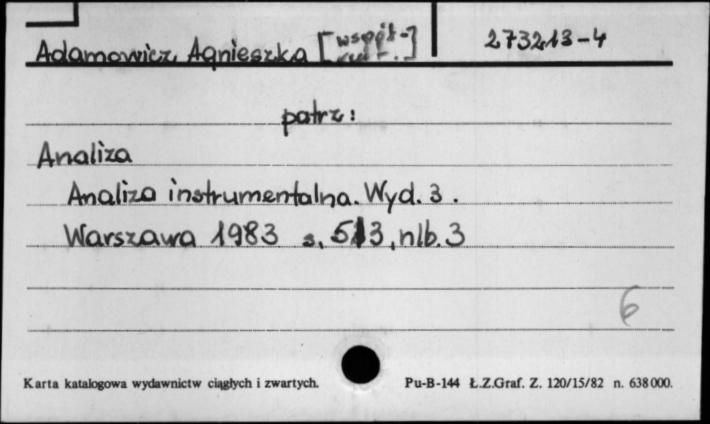 Adamowicz, Agnieszka [współ-] 273213-4
patrz:
Analiza
Analiza instrumentalna. Wyd. 3.
Warszawa 1983 s. 513, nlb. 3
6
Karta katalogowa wydawnictw ciągłych i zwartych. Pu-B-144 Ł.Z.Graf. Z. 120/15/82 n. 638000.